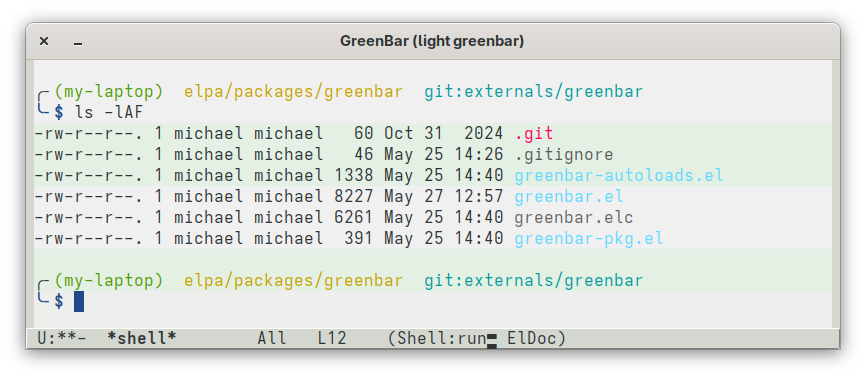 GreenBar (light greenbar)
╭─(my-laptop)  elpa/packages/greenbar  git:externals/greenbar
╰─$ ls -lAF
-rw-r--r--. 1 michael michael   60 Oct 31  2024 .git
-rw-r--r--. 1 michael michael   46 May 25 14:26 .gitignore
-rw-r--r--. 1 michael michael 1338 May 25 14:40 greenbar-autoloads.el
-rw-r--r--. 1 michael michael 8227 May 27 12:57 greenbar.el
-rw-r--r--. 1 michael michael 6261 May 25 14:40 greenbar.elc
-rw-r--r--. 1 michael michael  391 May 25 14:40 greenbar-pkg.el
╭─(my-laptop)  elpa/packages/greenbar  git:externals/greenbar
╰─$
U:**-  *shell*        All   L12    (Shell:run ElDoc)